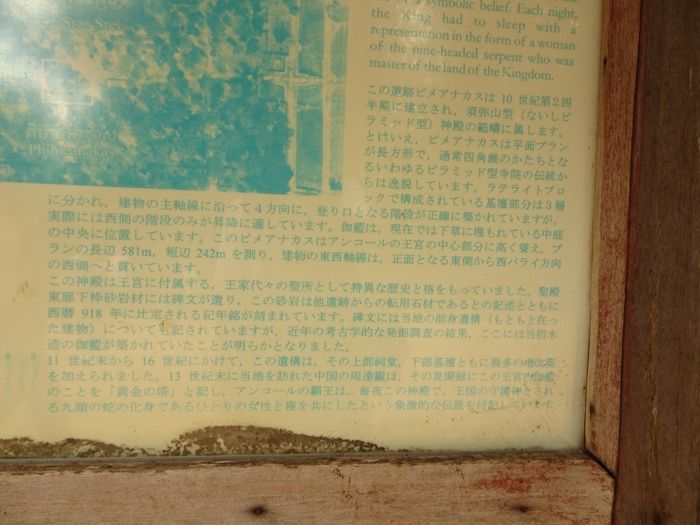 of a symbolic belief. Each night,
the King had to sleep with a
representation in the form of a woman
of the nine-headed serpent who was
master of the land of the Kingdom.
Phimeanakas
この遺跡ピメアナカスは 10 世紀第2四
半期に建立され，須弥山型（ないしピ
ラミッド型）神殿の範疇に属します。
とはいえ，ピメアナカスは平面プラン
が長方形で，通常四角錐のかたちとな
るいわゆるピラミッド型寺院の伝統か
らは逸脱しています。ラテライトブロ
ックで構成されている基壇部分は3層
に分かれ，建物の主軸線に沿って4方向に，登り口となる階段が正確に築かれていますが，
実際には西側の階段のみが昇降に適しています。伽藍は，現在では下草に埋もれている中庭
の中央に位置しています。このピメアナカスはアンコールの王宮の中心部分に高く聳え，プ
ランの長辺 581m，短辺 242m を測り，建物の東西軸線は，正面となる東側から西バライ方向
の西側へと貫いています。
この神殿は王宮に付属する，王家代々の聖所として特異な歴史と格をもっていました。聖殿
東扉下枠砂岩材には碑文が遺り，この砂岩は他遺跡からの転用石材であるとの記述とともに
西暦 918 年に比定される紀年銘が刻まれています。碑文には当地の前身遺構（もともと在っ
た建物）についても記されていますが，近年の考古学的な発掘調査の結果，ここには当初木
造の伽藍が築かれていたことが明らかとなりました。
11 世紀末から 16 世紀にかけて，この遺構は，その上部祠堂，下部基壇ともに幾多の増改築
を加えられました。13 世紀末に当地を訪れた中国の周達観は，その見聞録にこの王宮内伽藍
のことを「黄金の塔」と記し，アンコールの覇王は，毎夜この神殿で，王国の守護神とされ
る九頭の蛇の化身であるひとりの女性と寝を共にしたという象徴的な伝説を付記しています。